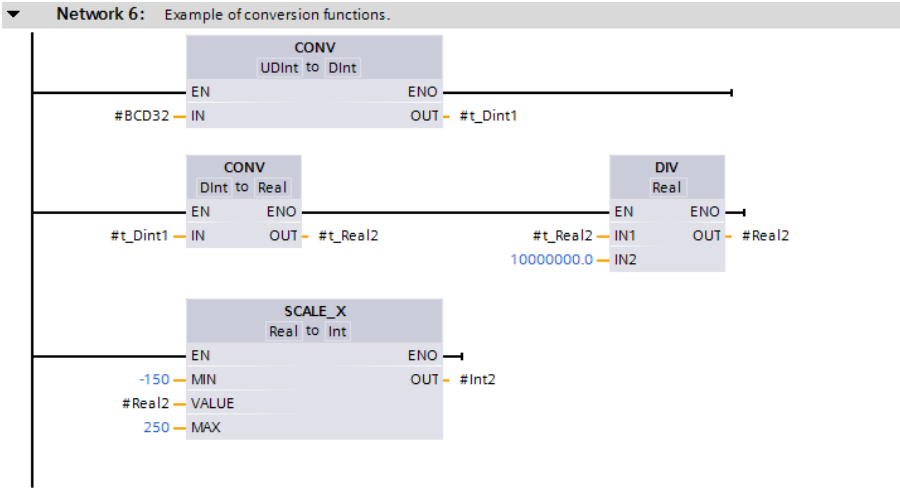 Network 6: Example of conversion functions.
CONV
UDInt to DInt
EN ENO
#BCD32 IN OUT #t_Dint1
CONV DIV
DInt to Real Real
EN ENO EN ENO
#t_Dint1 IN OUT #t_Real2 #t_Real2 IN1 OUT #Real2
10000000.0 IN2
SCALE_X
Real to Int
EN ENO
-150 MIN OUT #Int2
#Real2 VALUE
250 MAX